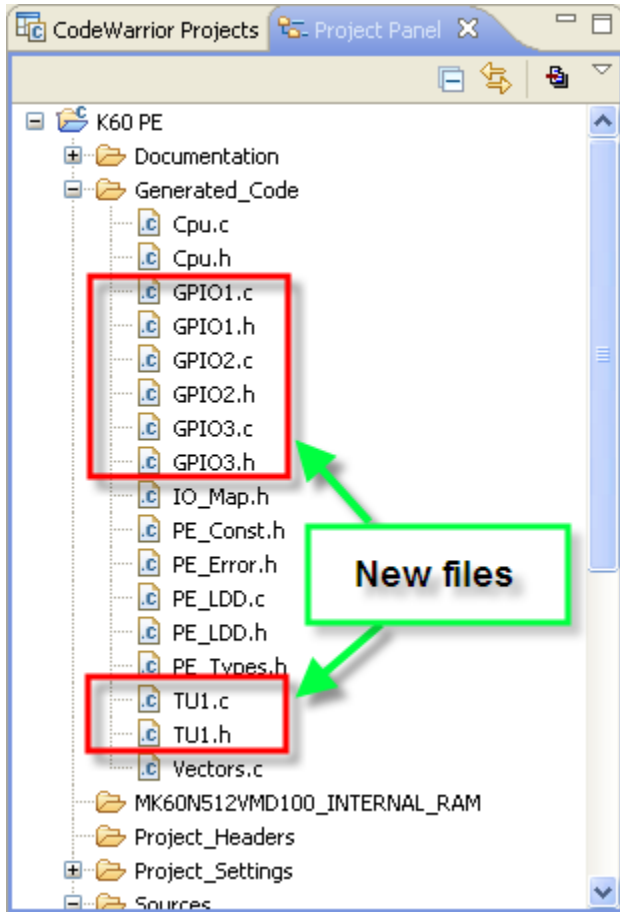 CodeWarrior Projects Project Panel
K60 PE
Documentation
Generated_Code
Cpu.c
Cpu.h
GPIO1.c
GPIO1.h
GPIO2.c
GPIO2.h
GPIO3.c
GPIO3.h
IO_Map.h
PE_Const.h
PE_Error.h
New files
PE_LDD.c
PE_LDD.h
PE_Types.h
TU1.c
TU1.h
Vectors.c
MK60N512VMD100_INTERNAL_RAM
Project_Headers
Project_Settings
Sources